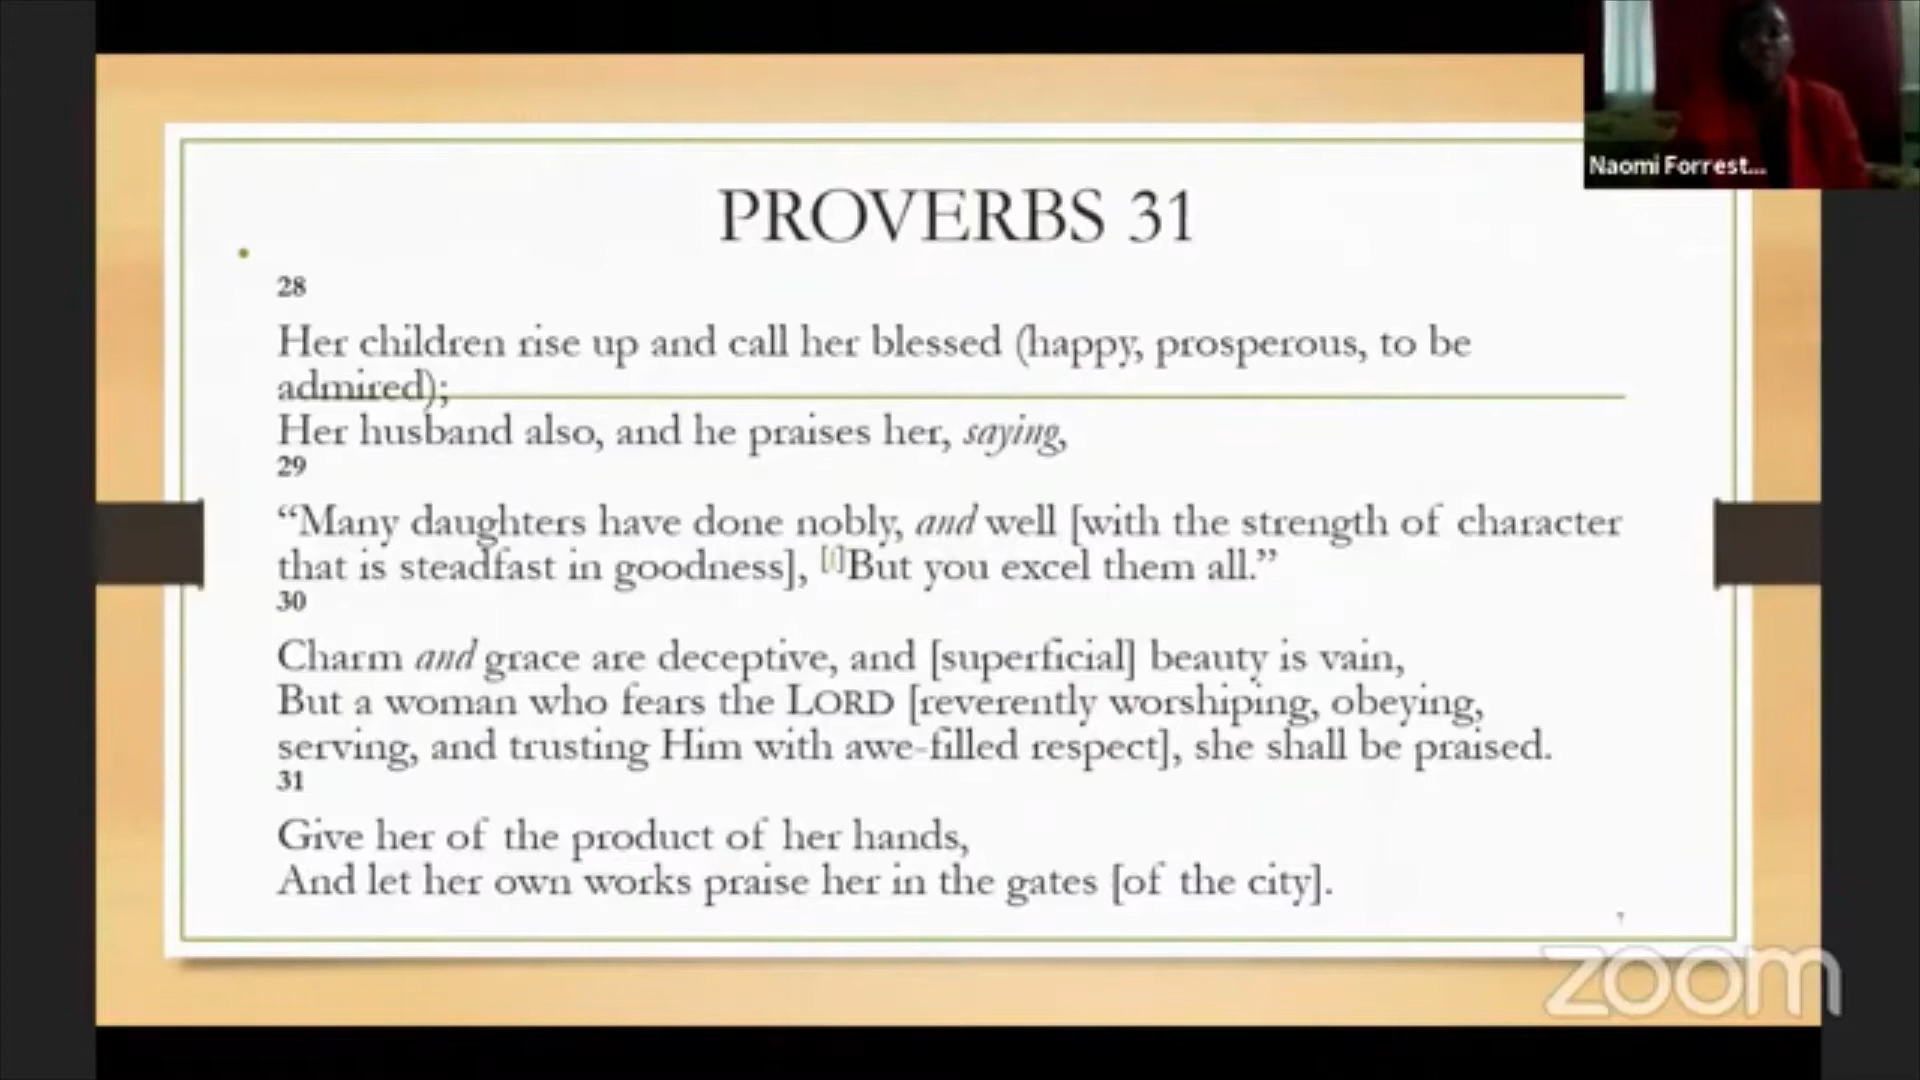 Naomi Forrest...
PROVERBS 31
28
Her children rise up and call her blessed (happy, prosperous, to be
admired);
Her husband also, and he praises her, saying,
29
“Many daughters have done nobly, and well [with the strength of character
that is steadfast in goodness], But you excel them all.”
30
Charm and grace are deceptive, and [superficial] beauty is vain,
But a woman who fears the LORD [reverently worshiping, obeying,
serving, and trusting Him with awe-filled respect], she shall be praised.
31
Give her of the product of her hands,
And let her own works praise her in the gates [of the city].
zoom